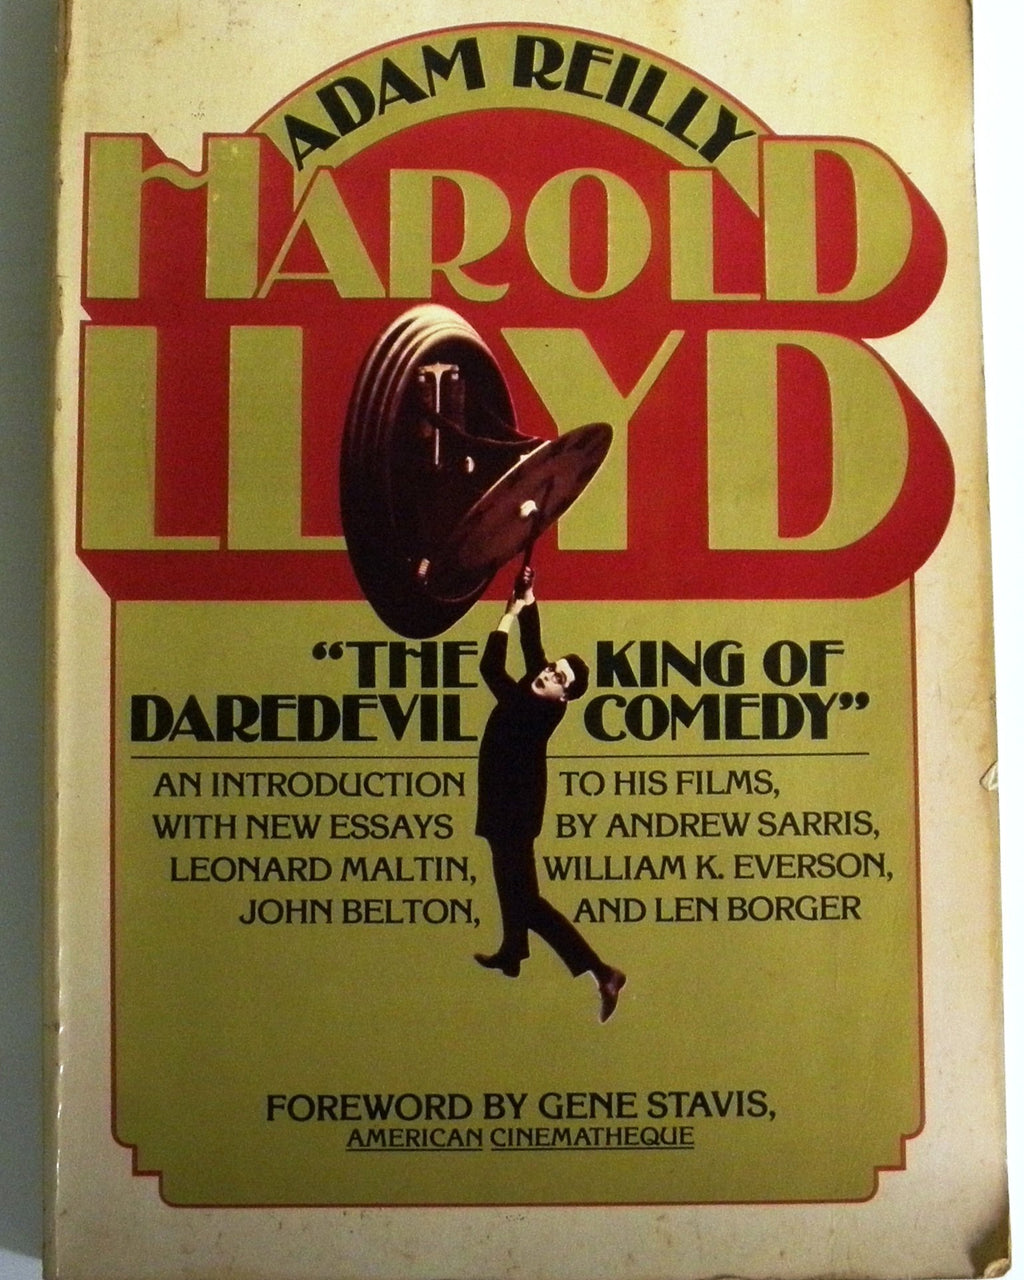 ADAM REILLY
HAROLD
LLOYD
“THE KING OF
DAREDEVIL COMEDY”
AN INTRODUCTION TO HIS FILMS,
WITH NEW ESSAYS BY ANDREW SARRIS,
LEONARD MALTIN, WILLIAM K. EVERSON,
JOHN BELTON, AND LEN BORGER
FOREWORD BY GENE STAVIS,
AMERICAN CINEMATHEQUE